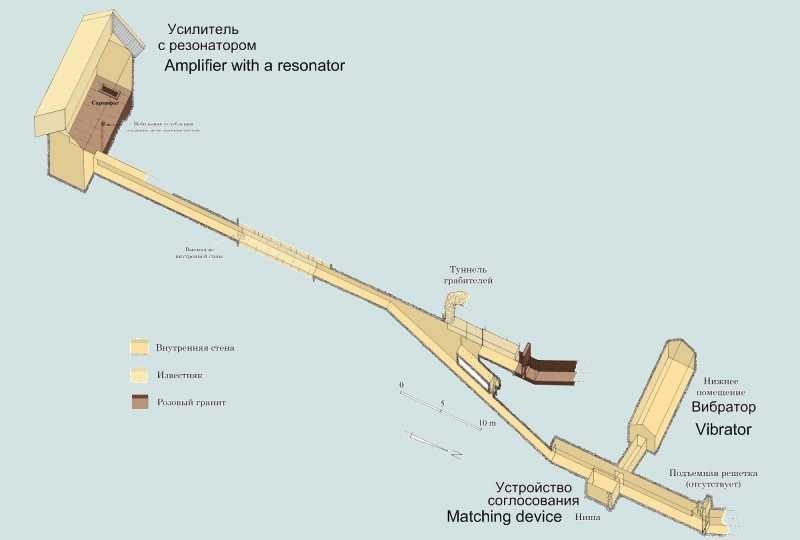 Усилитель
с резонатором
Amplifier with a resonator
Саркофаг
Туннель
грабителей
Внутренняя стена
Известняк
Розовый гранит
0
5
10 m
N
Нижнее
помещение
Вибратор
Vibrator
Подъемная решетка
(отсутствует)
Устройство
соглосования
Matching device
Ниша